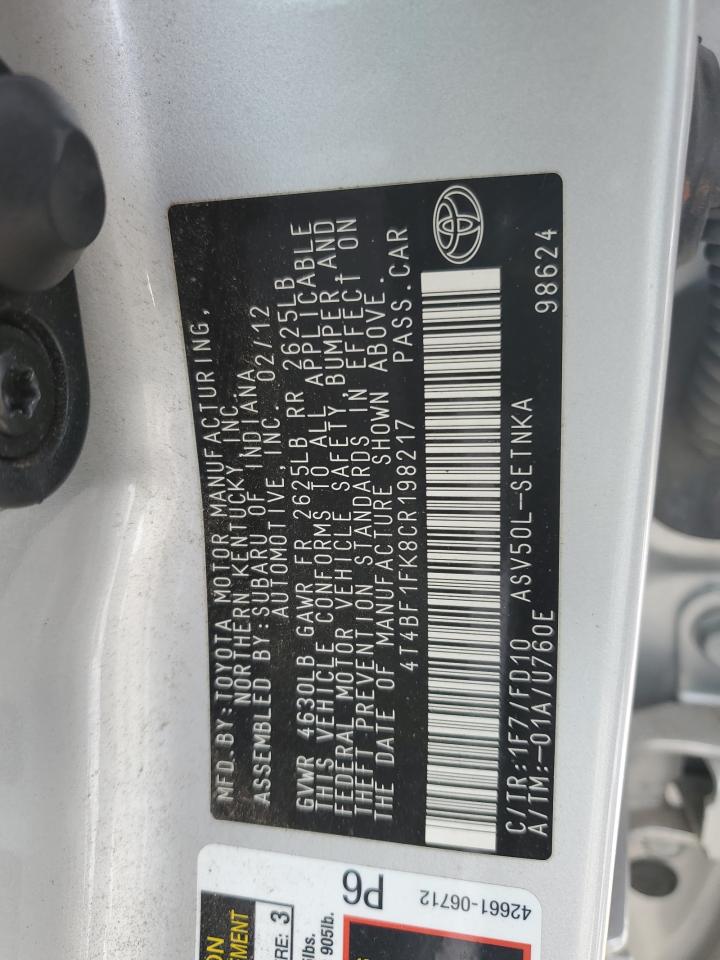 MFD.BY:TOYOTA MOTOR MANUFACTURING,
NORTHERN KENTUCKY INC.
ASSEMBLED BY:SUBARU OF INDIANA
AUTOMOTIVE,INC. 02/12
GVWR 4630LB GAWR FR 2625LB RR 2625LB
THIS VEHICLE CONFORMS TO ALL APPLICABLE
FEDERAL MOTOR VEHICLE SAFETY, BUMPER,AND
THEFT PREVENTION STANDARDS IN EFFECT ON
THE DATE OF MANUFACTURE SHOWN ABOVE.
4T4BF1FK8CR198217 PASS.CAR
C/TR:1F7/FD10 ASV50L-SETNKA 98624
A/TM:-01A/U760E
P6
42661-06712
3
905lb.